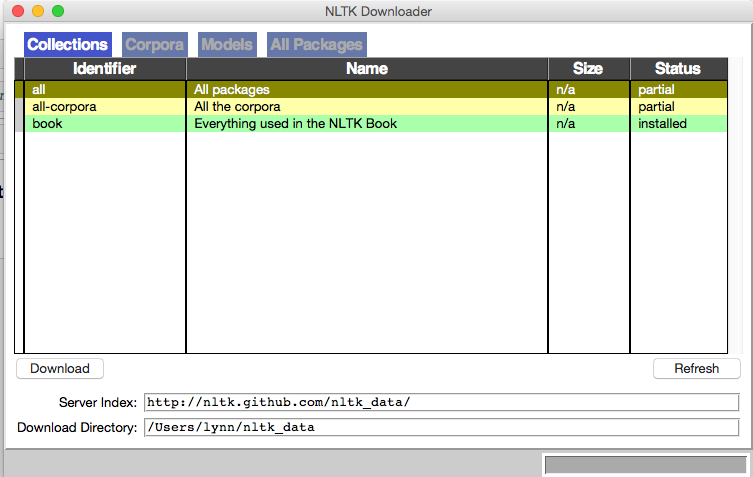 NLTK Downloader
Collections Corpora Models All Packages
Identifier Name Size Status
all All packages n/a partial
all-corpora All the corpora n/a partial
book Everything used in the NLTK Book n/a installed
Download Refresh
Server Index: http://nltk.github.com/nltk_data/
Download Directory: /Users/lynn/nltk_data